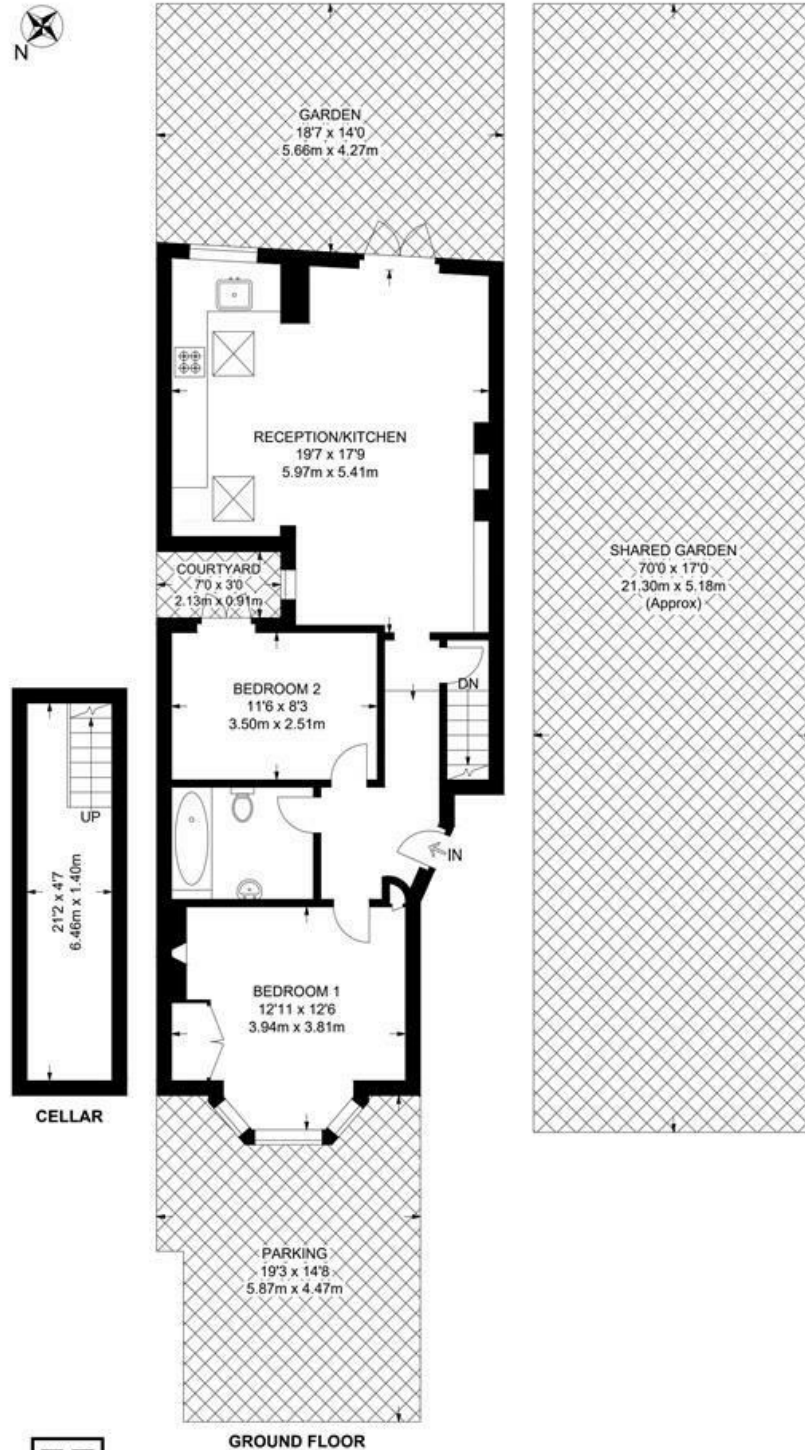 N
GARDEN
18'7 x 14'0
5.66m x 4.27m
RECEPTION/KITCHEN
19'7 x 17'9
5.97m x 5.41m
SHARED GARDEN
70'0 x 17'0
21.30m x 5.18m
(Approx)
COURTYARD
7'0 x 3'0
2.13m x 0.91m
BEDROOM 2
11'6 x 8'3
3.50m x 2.51m
DN
UP
21'2 x 4'7
6.46m x 1.40m
CELLAR
IN
BEDROOM 1
12'11 x 12'6
3.94m x 3.81m
PARKING
19'3 x 14'8
5.87m x 4.47m
GROUND FLOOR